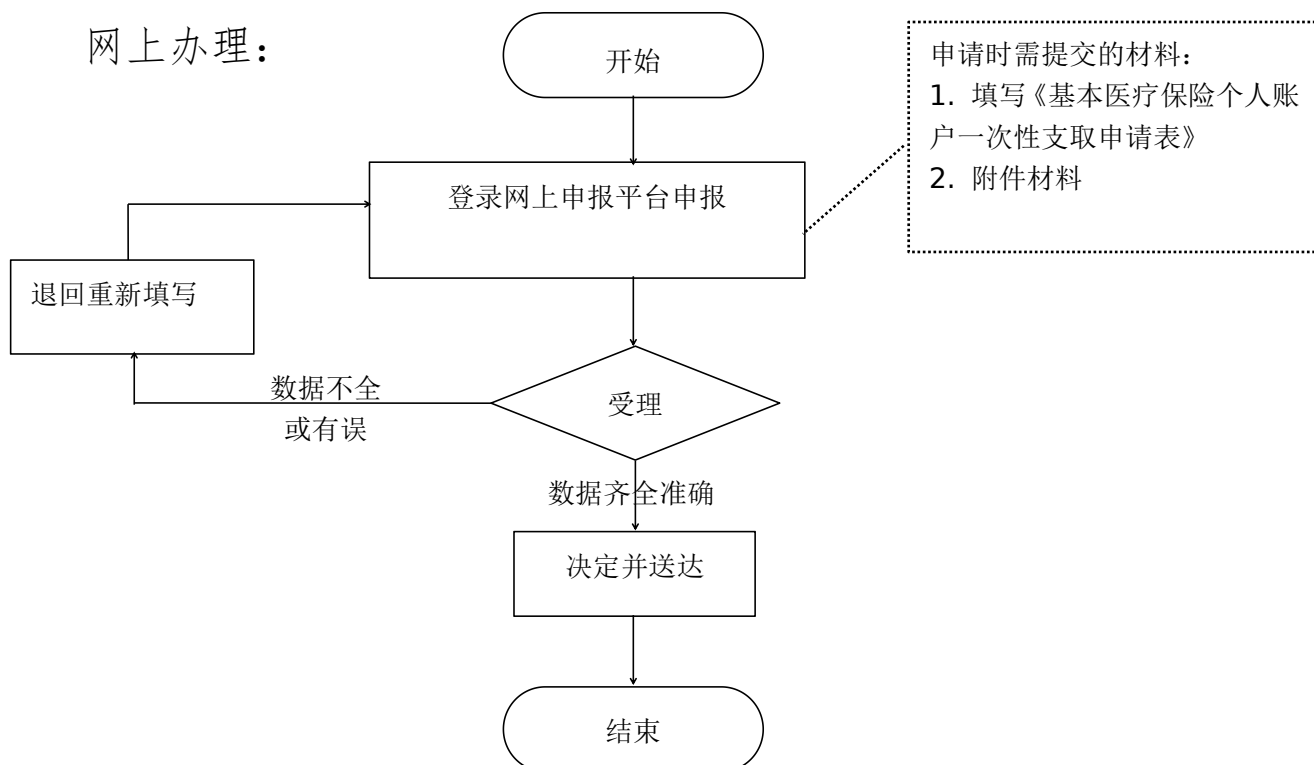 网上办理：
开始
申请时需提交的材料：
1. 填写《基本医疗保险个人账
户一次性支取申请表》
2. 附件材料
登录网上申报平台申报
退回重新填写
数据不全
或有误
受理
数据齐全准确
决定并送达
结束